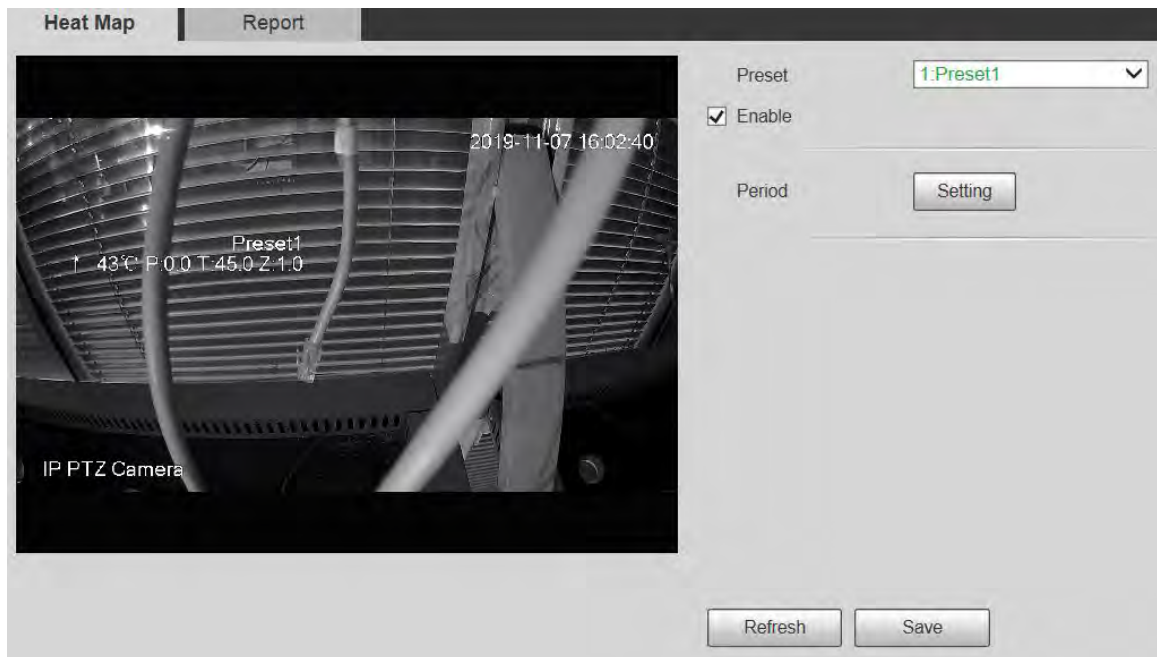 Heat Map Report
Preset 1:Preset1
Enable
2019-11-07 16:02:40
Period Setting
Preset1
↑ 43℃ P:0.0 T:45.0 Z:1.0
IP PTZ Camera
Refresh Save